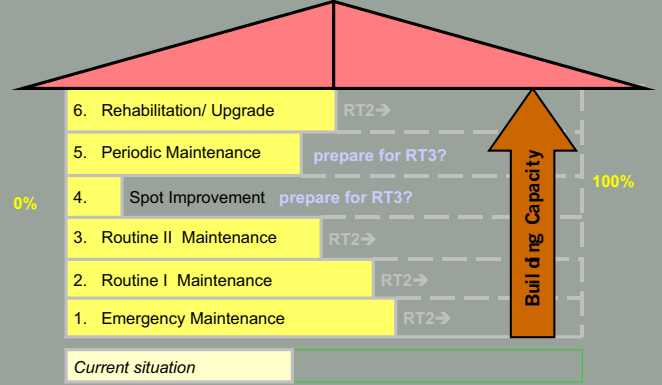 6. Rehabilitation/ Upgrade RT2➔
5. Periodic Maintenance prepare for RT3?
100%
0%
4. Spot Improvement prepare for RT3?
3. Routine II Maintenance RT2➔
2. Routine I Maintenance RT2➔
1. Emergency Maintenance RT2➔
Building Capacity
Current situation